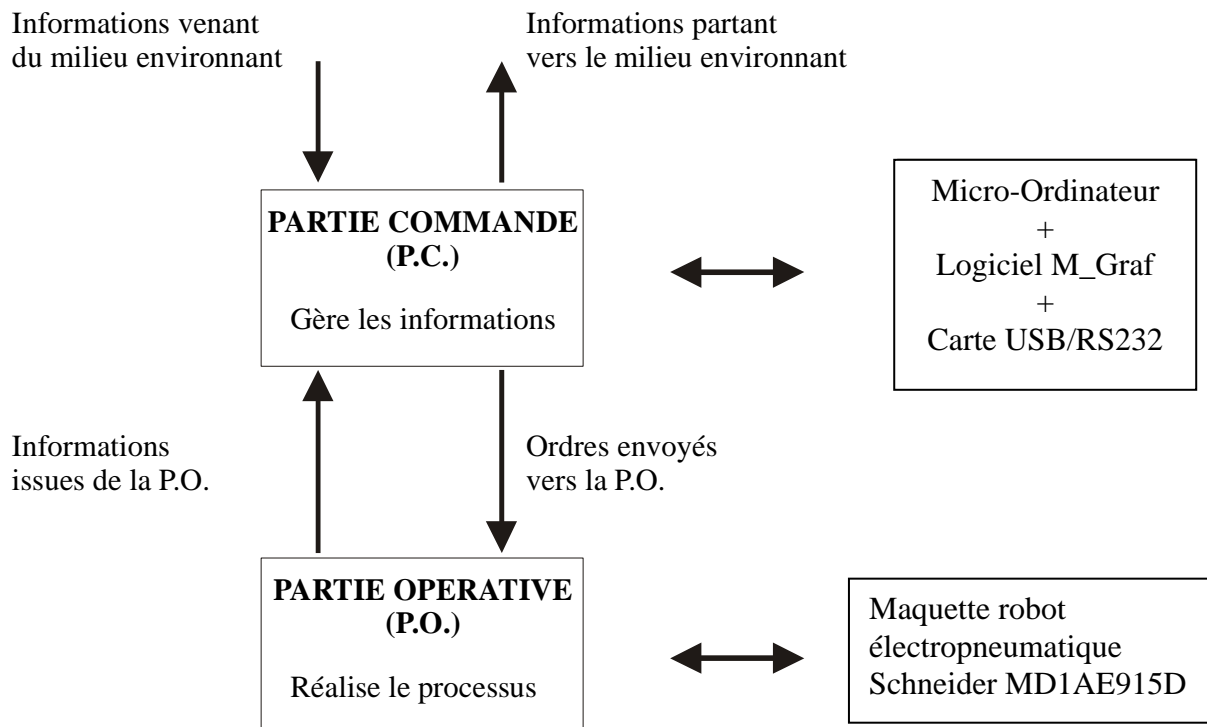 Informations venant
du milieu environnant
Informations partant
vers le milieu environnant
PARTIE COMMANDE
(P.C.)
Gère les informations
Micro-Ordinateur
+
Logiciel M_Graf
+
Carte USB/RS232
Informations
issues de la P.O.
Ordres envoyés
vers la P.O.
PARTIE OPERATIVE
(P.O.)
Réalise le processus
Maquette robot
électropneumatique
Schneider MD1AE915D